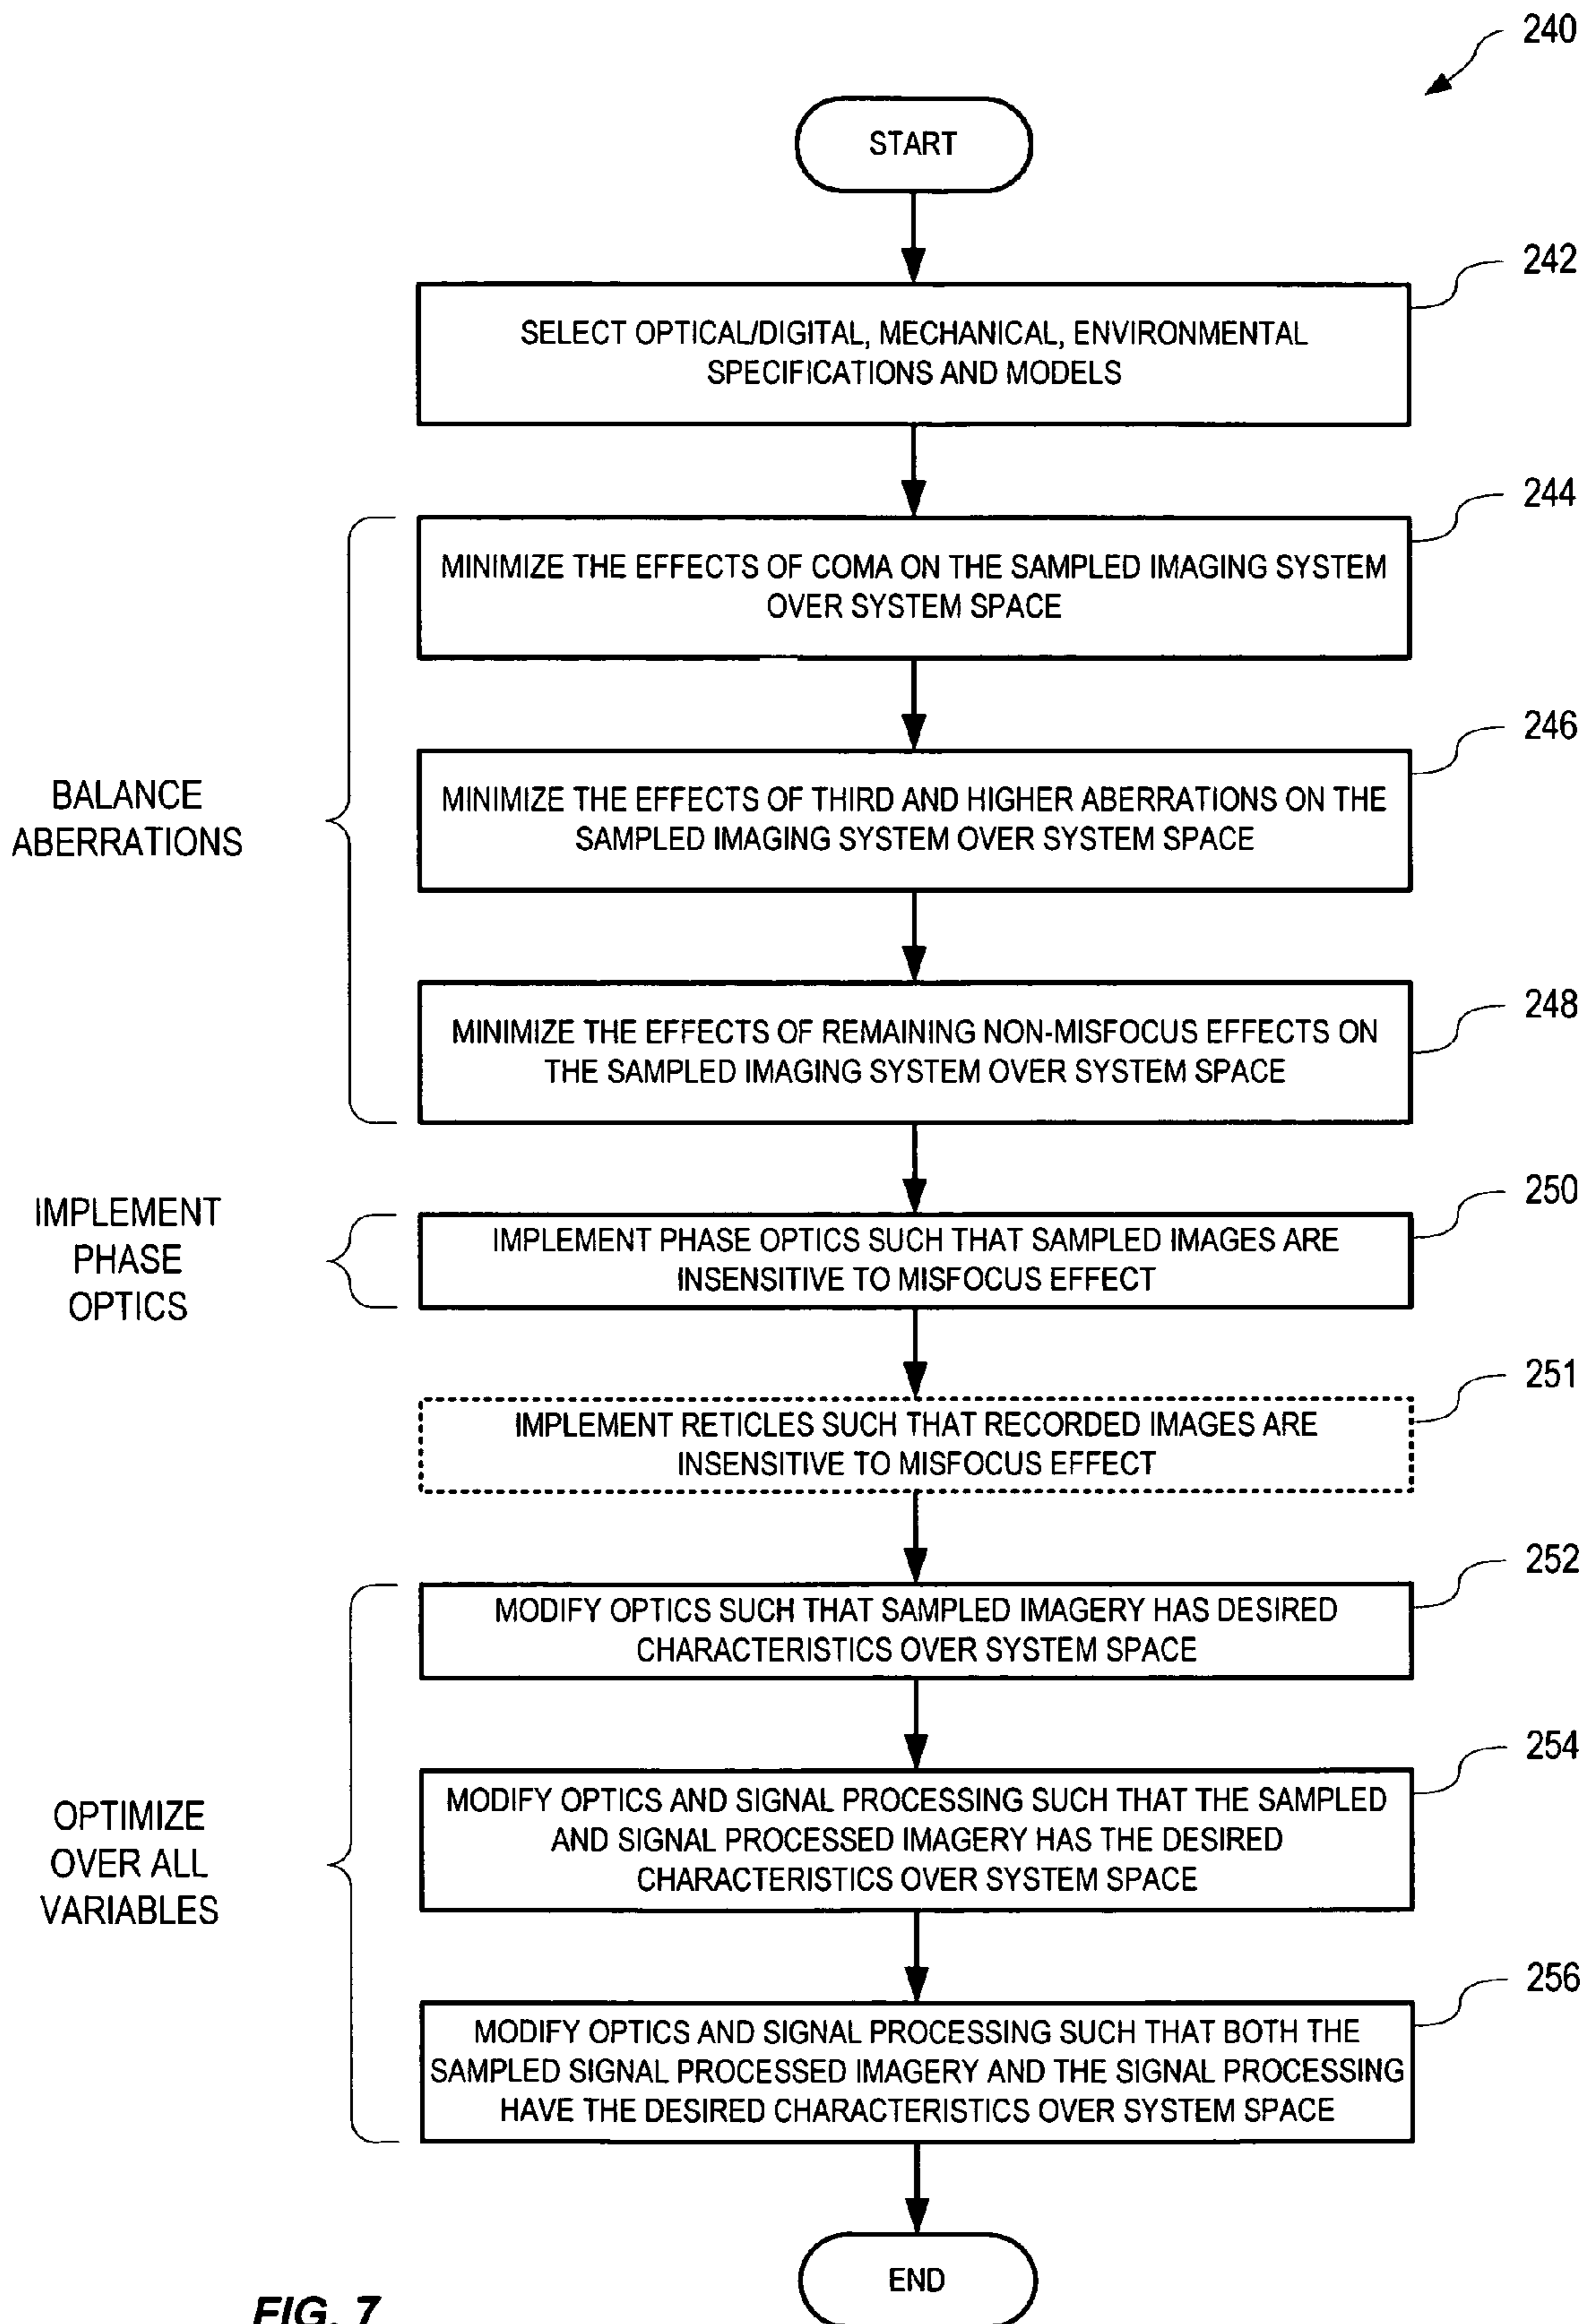 240
START
242
SELECT OPTICAL/DIGITAL, MECHANICAL, ENVIRONMENTAL
SPECIFICATIONS AND MODELS
244
MINIMIZE THE EFFECTS OF COMA ON THE SAMPLED IMAGING SYSTEM
OVER SYSTEM SPACE
246
BALANCE
ABERRATIONS
MINIMIZE THE EFFECTS OF THIRD AND HIGHER ABERRATIONS ON THE
SAMPLED IMAGING SYSTEM OVER SYSTEM SPACE
248
MINIMIZE THE EFFECTS OF REMAINING NON-MISFOCUS EFFECTS ON
THE SAMPLED IMAGING SYSTEM OVER SYSTEM SPACE
250
IMPLEMENT
PHASE
OPTICS
IMPLEMENT PHASE OPTICS SUCH THAT SAMPLED IMAGES ARE
INSENSITIVE TO MISFOCUS EFFECT
251
IMPLEMENT RETICLES SUCH THAT RECORDED IMAGES ARE
INSENSITIVE TO MISFOCUS EFFECT
252
MODIFY OPTICS SUCH THAT SAMPLED IMAGERY HAS DESIRED
CHARACTERISTICS OVER SYSTEM SPACE
254
OPTIMIZE
OVER ALL
VARIABLES
MODIFY OPTICS AND SIGNAL PROCESSING SUCH THAT THE SAMPLED
AND SIGNAL PROCESSED IMAGERY HAS THE DESIRED
CHARACTERISTICS OVER SYSTEM SPACE
256
MODIFY OPTICS AND SIGNAL PROCESSING SUCH THAT BOTH THE
SAMPLED SIGNAL PROCESSED IMAGERY AND THE SIGNAL PROCESSING
HAVE THE DESIRED CHARACTERISTICS OVER SYSTEM SPACE
END
FIG. 7